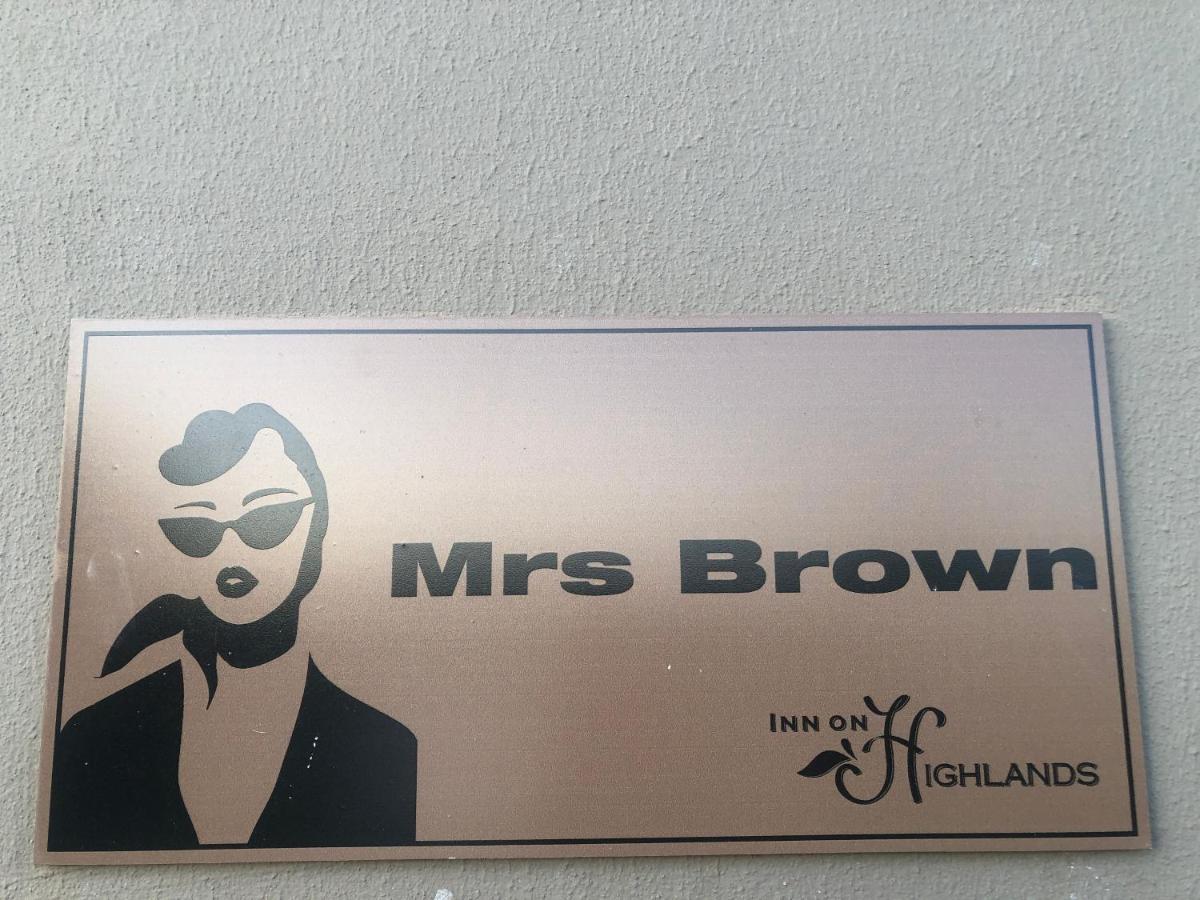 Mrs Brown
INN ON
HIGHLANDS